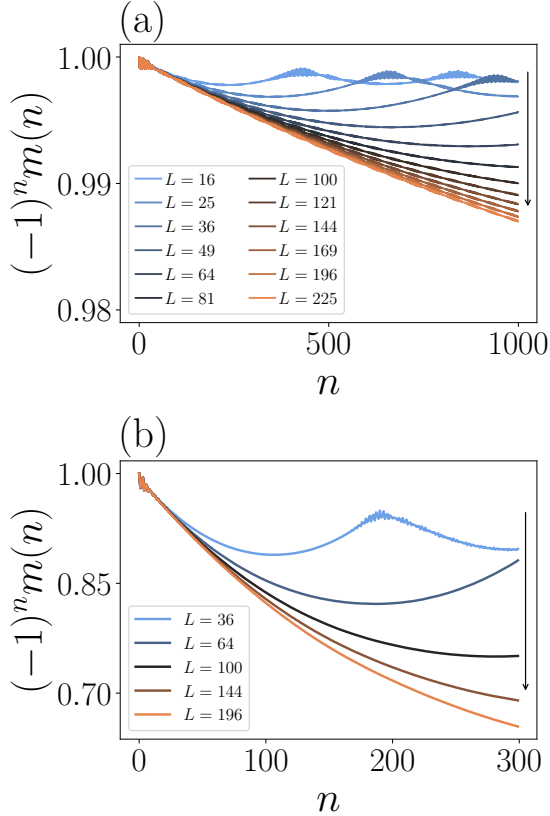 (a)
1.00
0.99
0.98
(−1)ⁿm(n)
L = 16
L = 25
L = 36
L = 49
L = 64
L = 81
L = 100
L = 121
L = 144
L = 169
L = 196
L = 225
0
500
1000
n
(b)
1.00
0.85
0.70
(−1)ⁿm(n)
L = 36
L = 64
L = 100
L = 144
L = 196
0
100
200
300
n